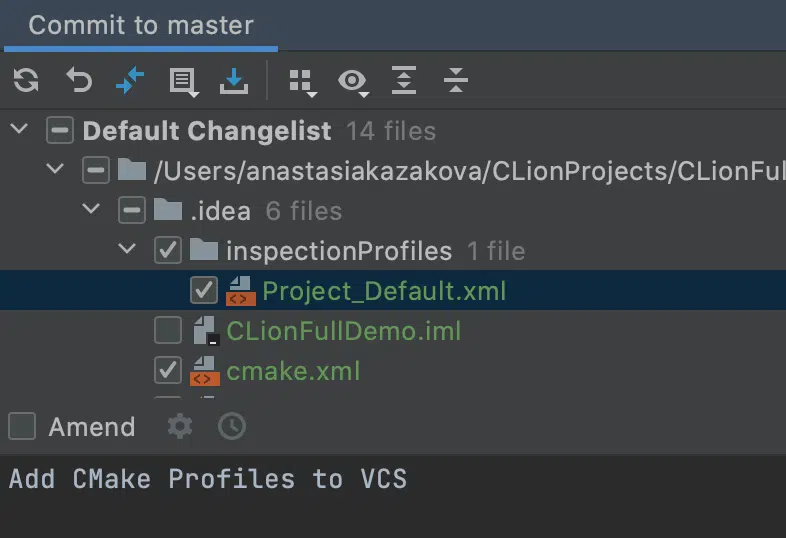 Commit to master
Default Changelist 14 files
/Users/anastasiakazakova/CLionProjects/CLionFul
.idea 6 files
inspectionProfiles 1 file
Project_Default.xml
CLionFullDemo.iml
cmake.xml
Amend
Add CMake Profiles to VCS